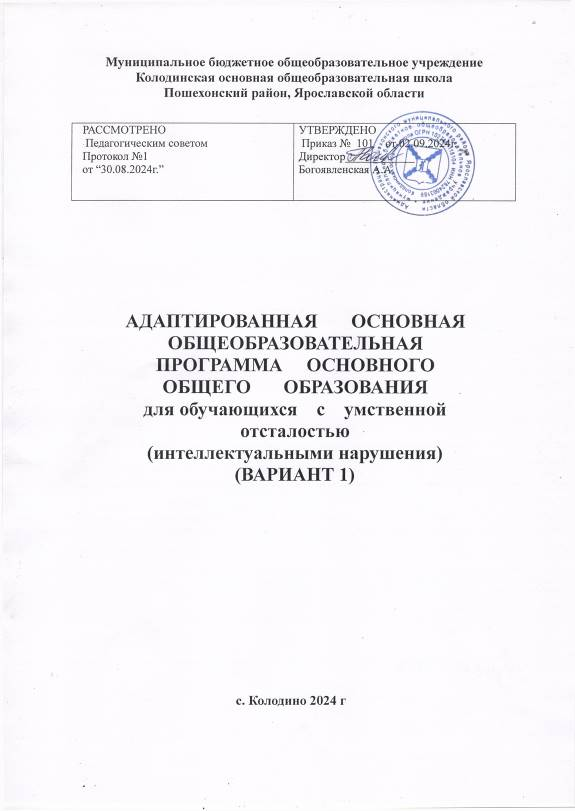 Муниципальное бюджетное общеобразовательное учреждение
Колодинская основная общеобразовательная школа
Пошехонский район, Ярославской области
РАССМОТРЕНО
Педагогическим советом
Протокол №1
от “30.08.2024г.”
УТВЕРЖДЕНО
Приказ № 101 от 02.09.2024г.
Директор
Богоявленская А.А.
АДАПТИРОВАННАЯ ОСНОВНАЯ
ОБЩЕОБРАЗОВАТЕЛЬНАЯ
ПРОГРАММА ОСНОВНОГО
ОБЩЕГО ОБРАЗОВАНИЯ
для обучающихся с умственной
отсталостью
(интеллектуальными нарушения)
(ВАРИАНТ 1)
с. Колодино 2024 г